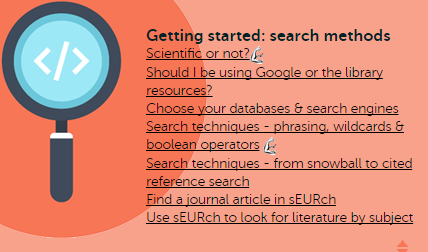 </>
Getting started: search methods
Scientific or not?
Should I be using Google or the library
resources?
Choose your databases & search engines
Search techniques - phrasing, wildcards &
boolean operators
Search techniques - from snowball to cited
reference search
Find a journal article in sEURch
Use sEURch to look for literature by subject